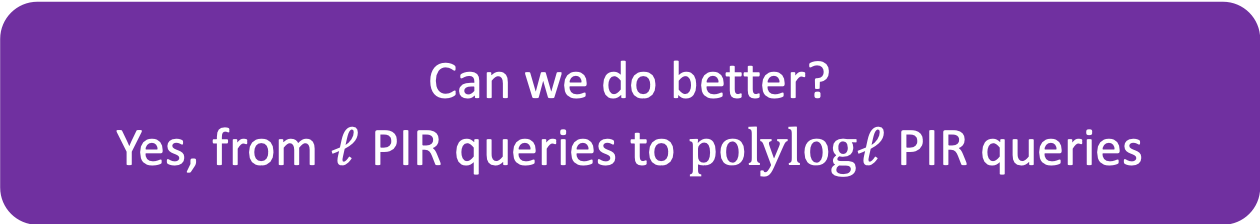 Can we do better?
Yes, from ℓ PIR queries to polylogℓ PIR queries